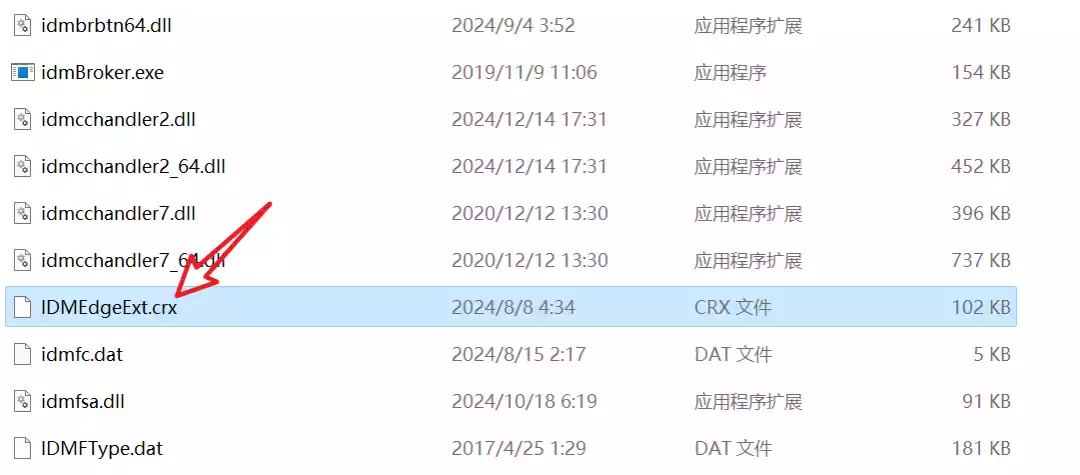 idmbrbtn64.dll 2024/9/4 3:52 应用程序扩展 241 KB
idmBroker.exe 2019/11/9 11:06 应用程序 154 KB
idmcchandler2.dll 2024/12/14 17:31 应用程序扩展 327 KB
idmcchandler2_64.dll 2024/12/14 17:31 应用程序扩展 452 KB
idmcchandler7.dll 2020/12/12 13:30 应用程序扩展 396 KB
idmcchandler7_64.dll 2020/12/12 13:30 应用程序扩展 737 KB
IDMEdgeExt.crx 2024/8/8 4:34 CRX 文件 102 KB
idmfc.dat 2024/8/15 2:17 DAT 文件 5 KB
idmfsa.dll 2024/10/18 6:19 应用程序扩展 91 KB
IDMFType.dat 2017/4/25 1:29 DAT 文件 181 KB